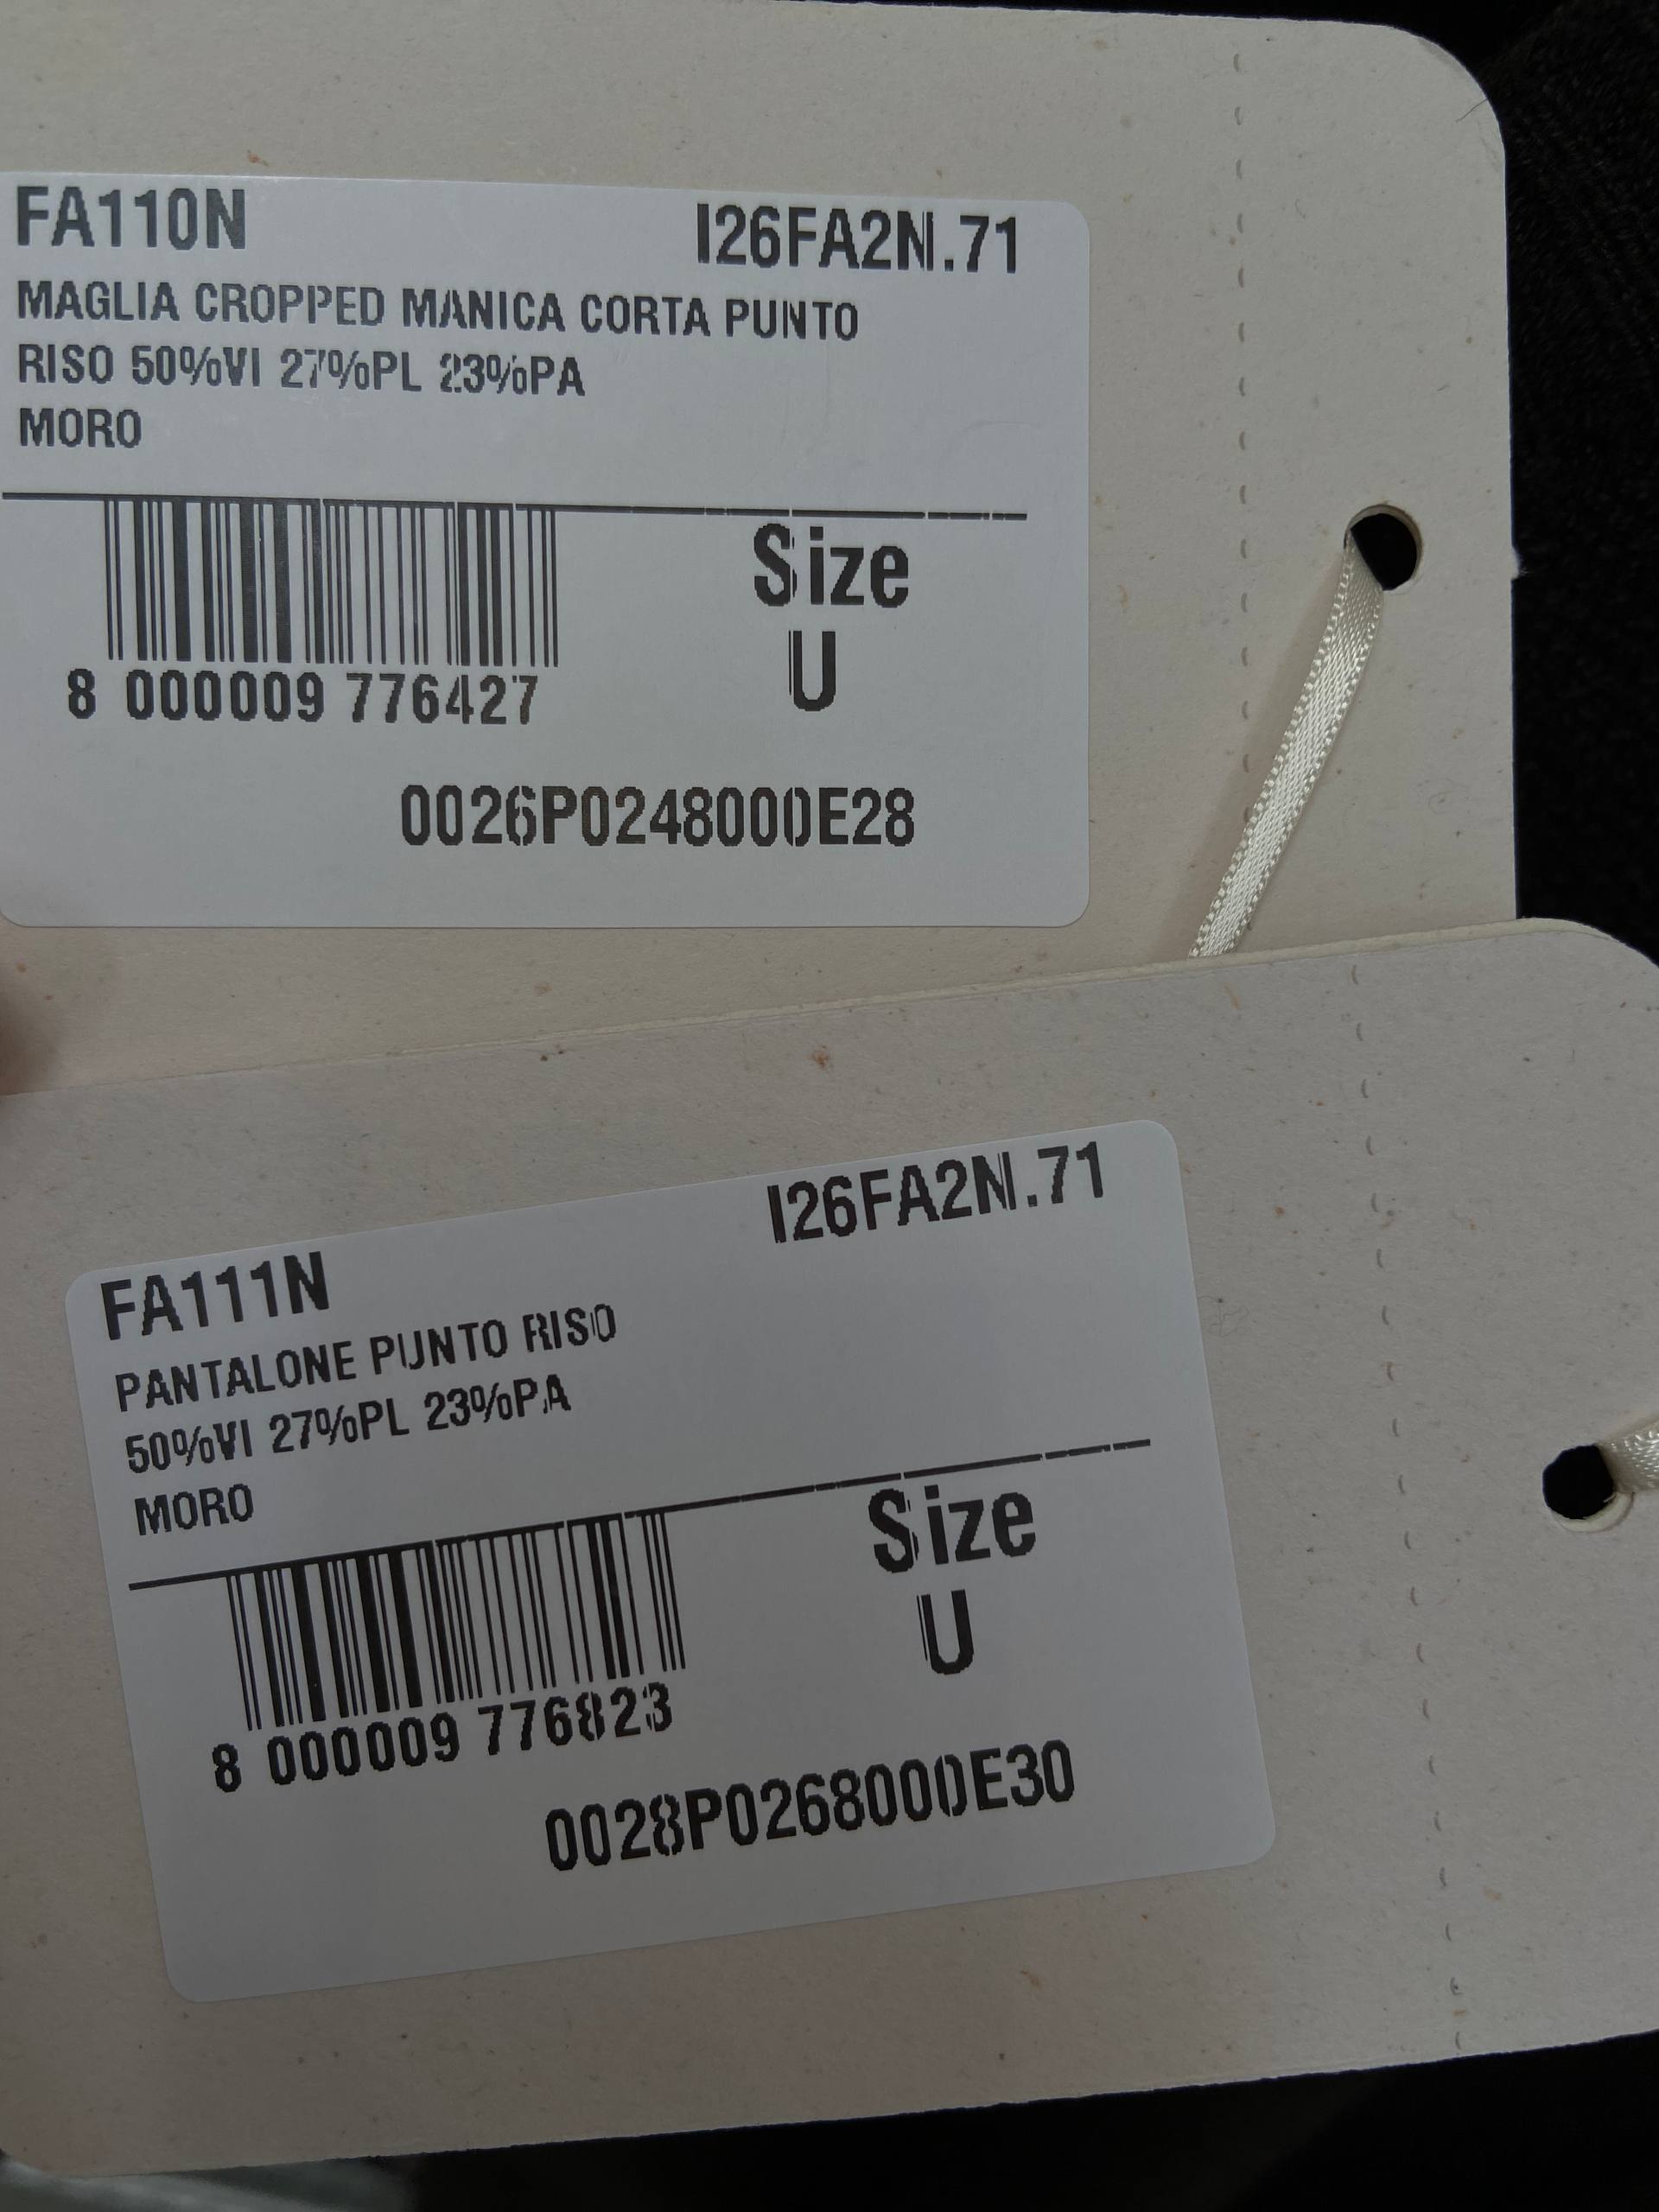 FA110N I26FA2N.71
MAGLIA CROPPED MANICA CORTA PUNTO
RISO 50%VI 27%PL 23%PA
MORO
Size
U
8 000009 776427
0026P0248000E28
I26FA2N.71
FA111N
PANTALONE PUNTO RISO
50%VI 27%PL 23%PA
MORO
Size
U
8 000009 776823
0028P0268000E30